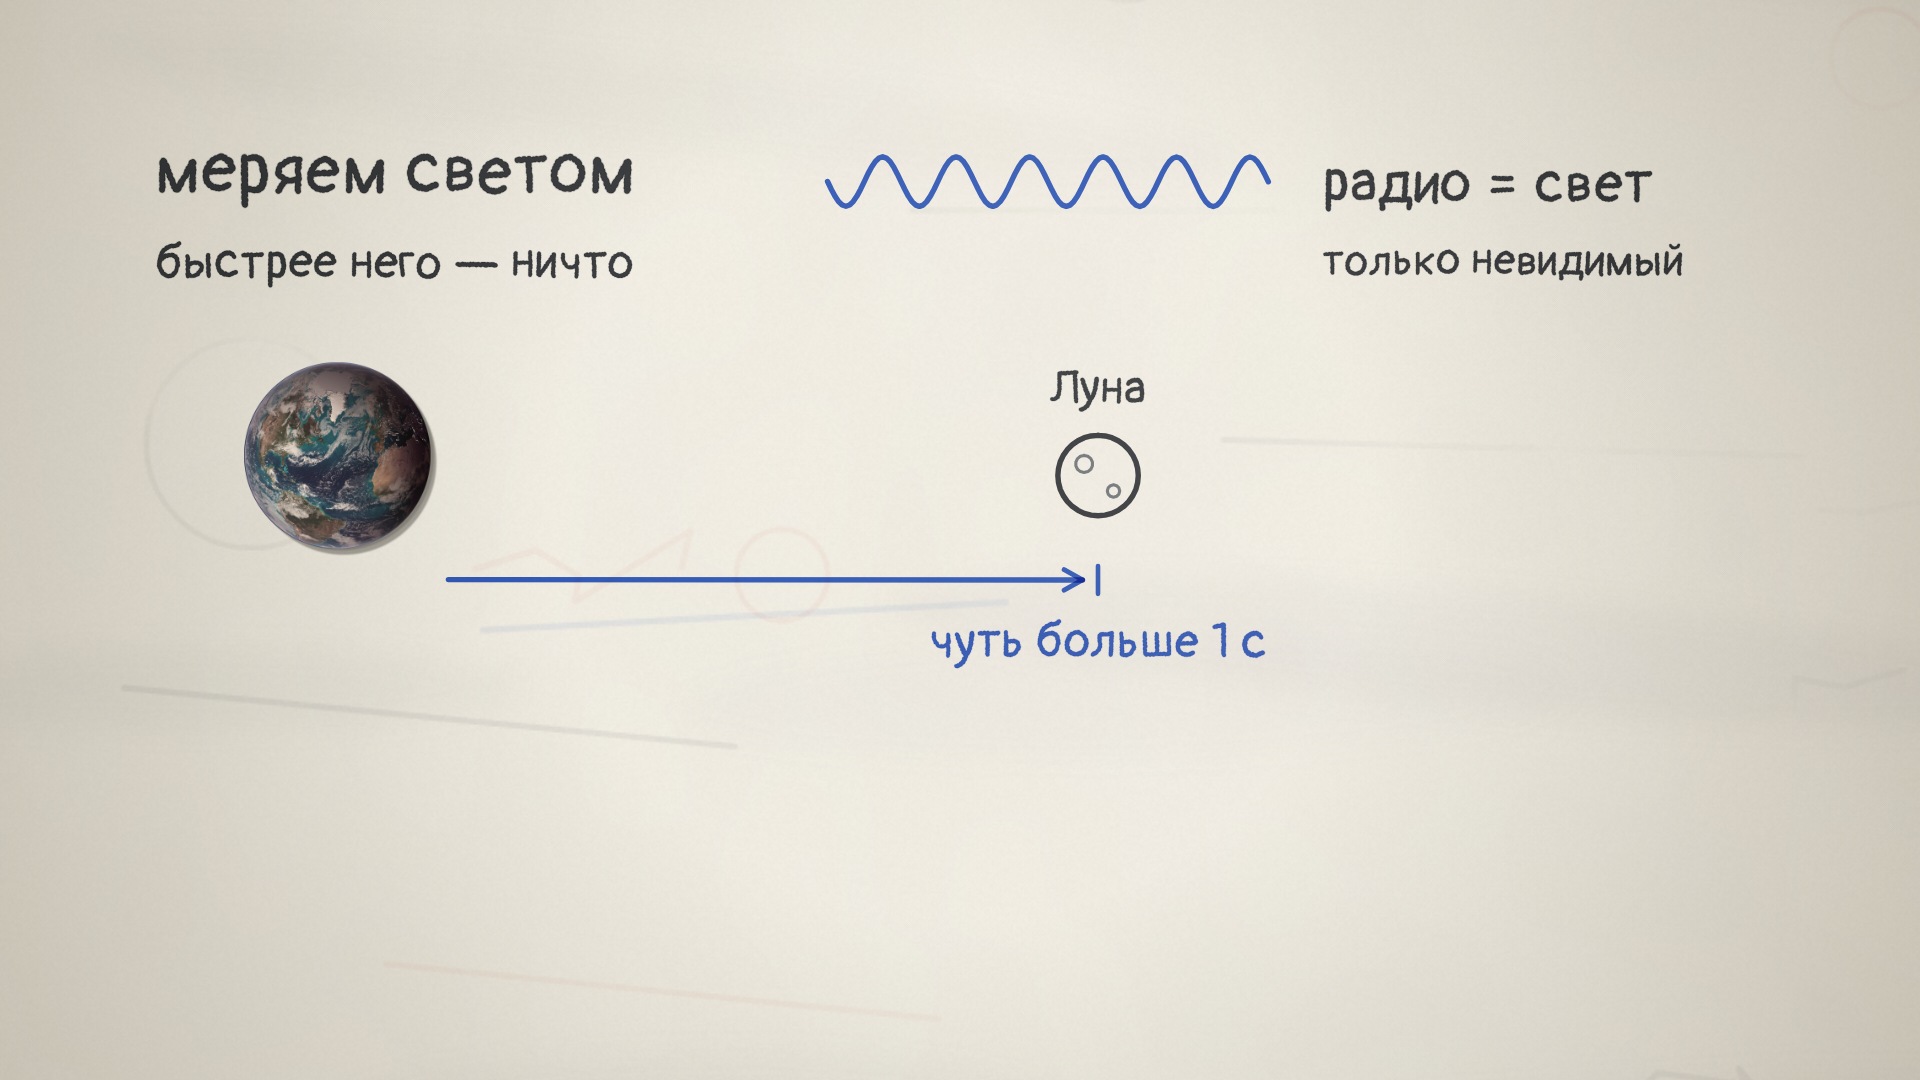 меряем светом
быстрее него — ничто
радио = свет
только невидимый
Луна
чуть больше 1 с